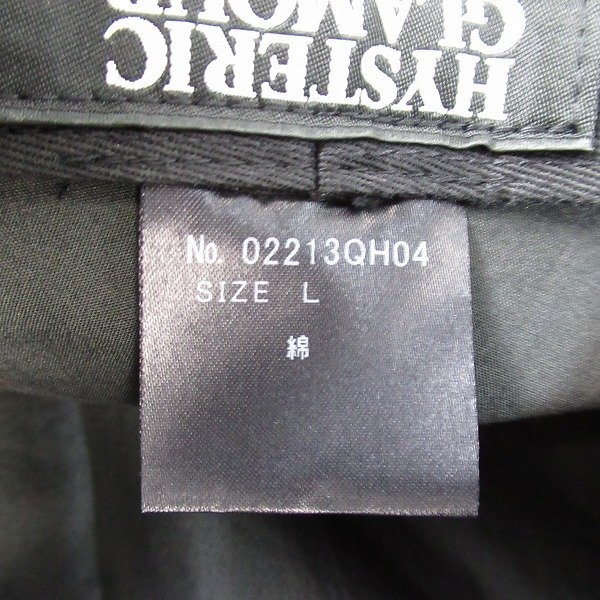 HYSTERIC
GLAMOUR
No. 02213QH04
SIZE L
綿